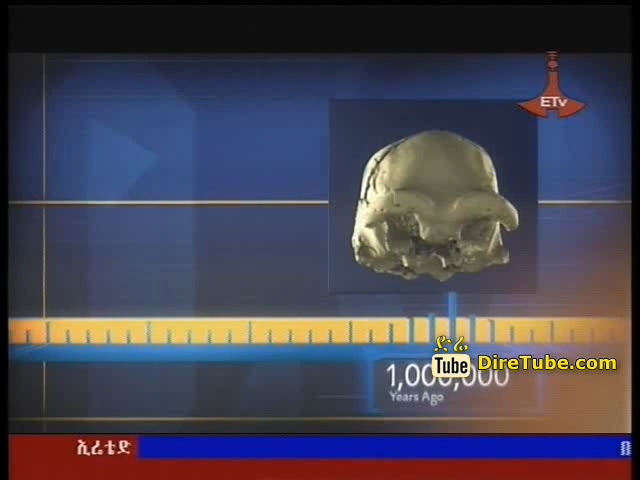 ETV
ድሬ
Tube DireTube.com
1,000,000
Years Ago
ኢሬቴድ